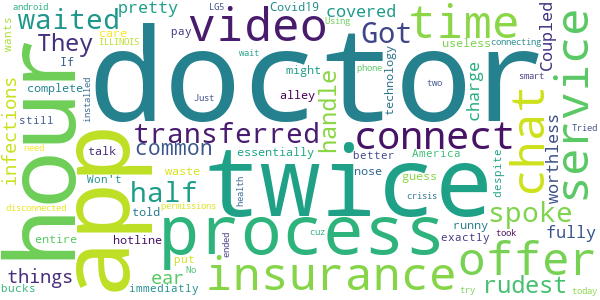 doctor
twice
hour
app
process
video
time
Got
waited
They
pretty
Covid19
covered
LG5
Using
android
ILLINOIS
care
pay
useless
wants
connecting
Coupled
service
If
might
technology
charge
smart
Tried
complete
Just
wait
alley
phone
two
infections
installed
transferred
handle
connect
chat
worthless
still
talk
common
essentially
better
America
despite
need
Won't
half
waste
guess
nose
crisis
spoke
disconnected
told
health
permissions
cuz
runny
took
fully
entire
hotline
put
ended
exactly
offer
things
ear
No
insurance
try
rudest
bucks
immediatly
today